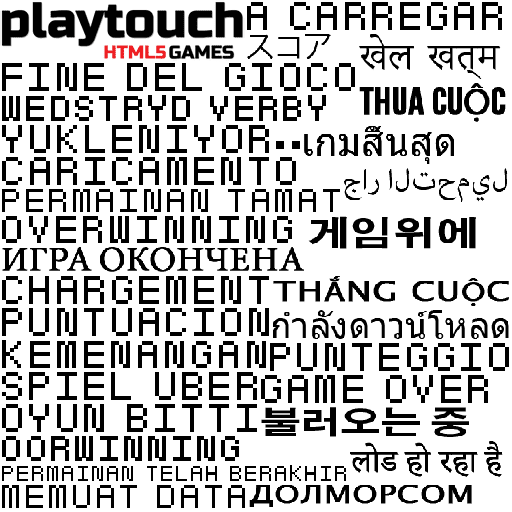 playtouch
HTML5 GAMES
A CARREGAR
スコア
खेल खत्म
FINE DEL GIOCO
WEDSTRYD VERBY
THUA CUỘC
YUKLENIYOR..
เกมสิ้นสุด
CARICAMENTO
جار التحميل
PERMAINAN TAMAT
OVERWINNING
게임위에
ИГРА ОКОНЧЕНА
CHARGEMENT
THẮNG CUỘC
PUNTUACION
กำลังดาวน์โหลด
KEMENANGAN
PUNTEGGIO
SPIEL UBER
GAME OVER
OYUN BITTI
불러오는 중
OORWINNING
लोड हो रहा है
PERMAINAN TELAH BERAKHIR
MEMUAT DATA
ДОЛМОРСОМ